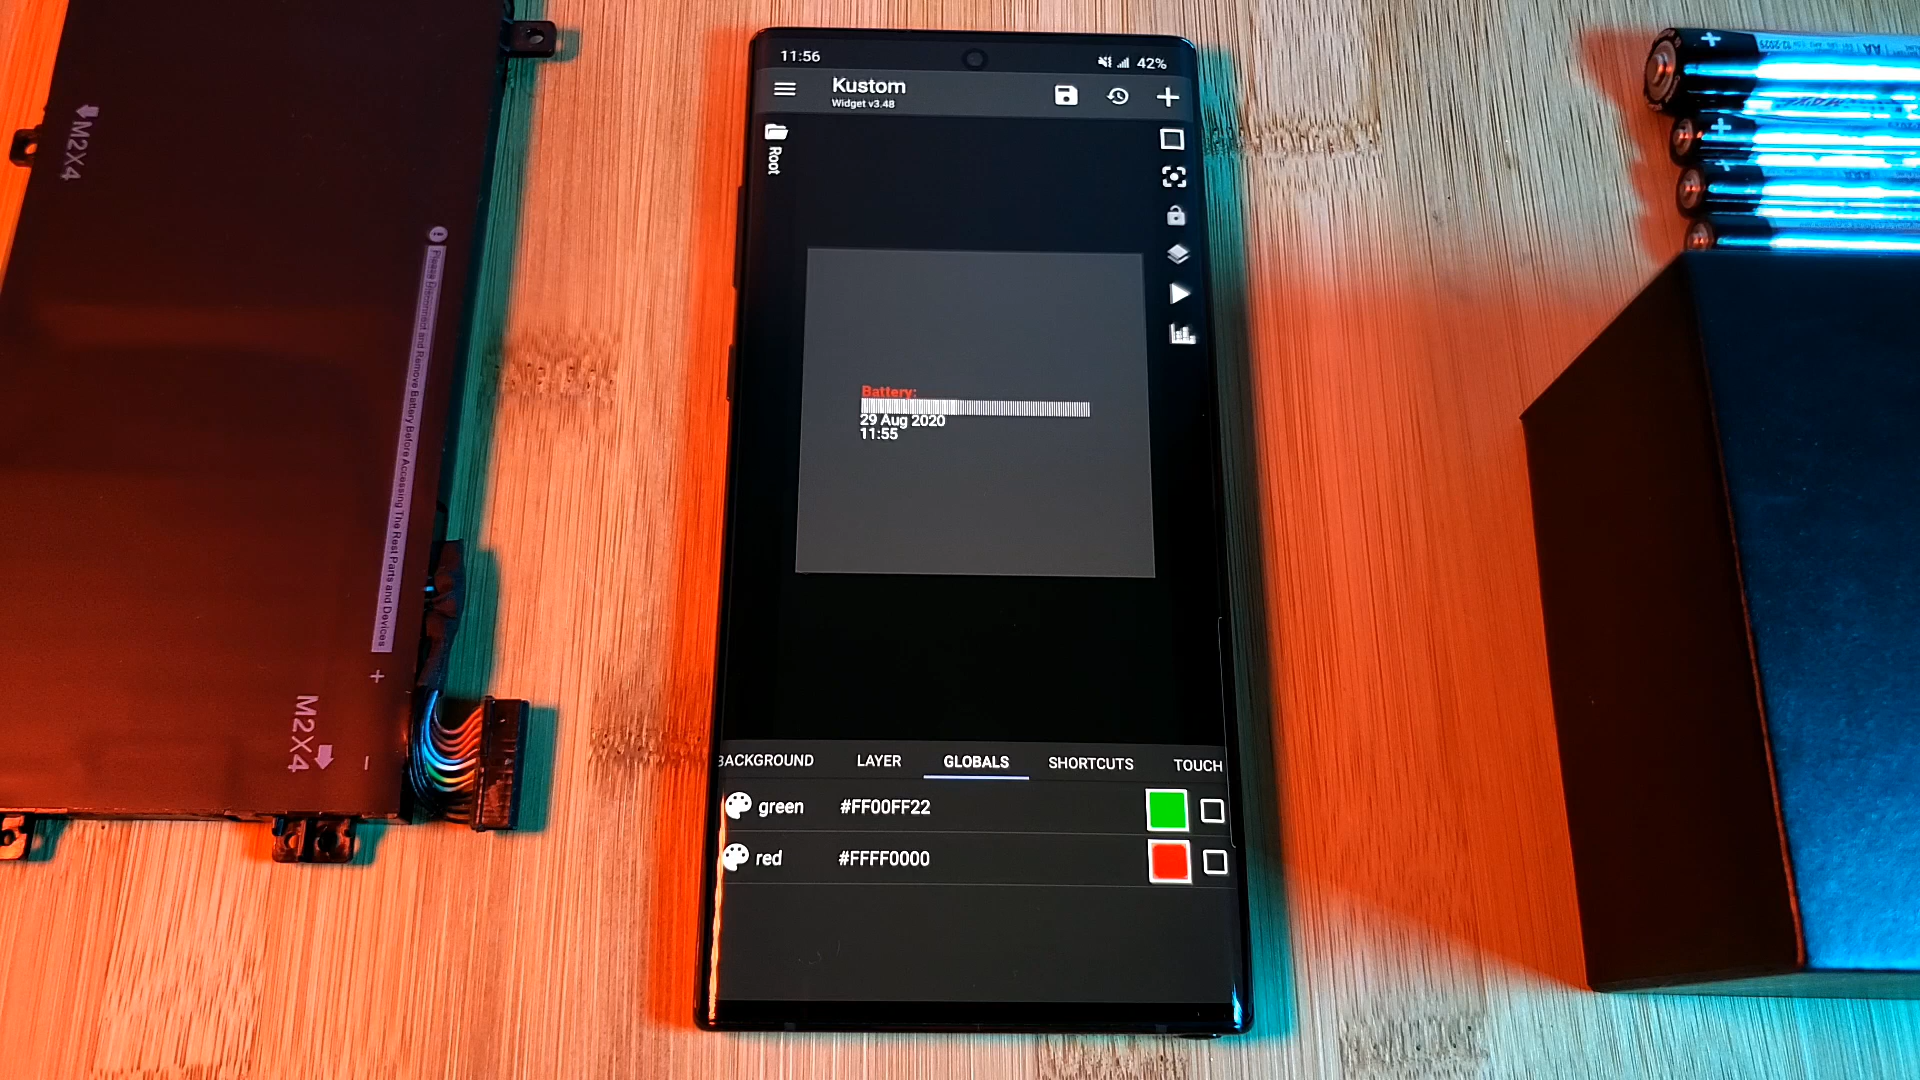 M2X4
Please Disconnect and Remove Battery Before Accessing The Rest Parts and Devices
+
−
M2X4
11:56
42%
Kustom
Widget v3.48
Root
Battery:
29 Aug 2020
11:55
BACKGROUND
LAYER
GLOBALS
SHORTCUTS
TOUCH
green
#FF00FF22
red
#FFFF0000
+
AA
+